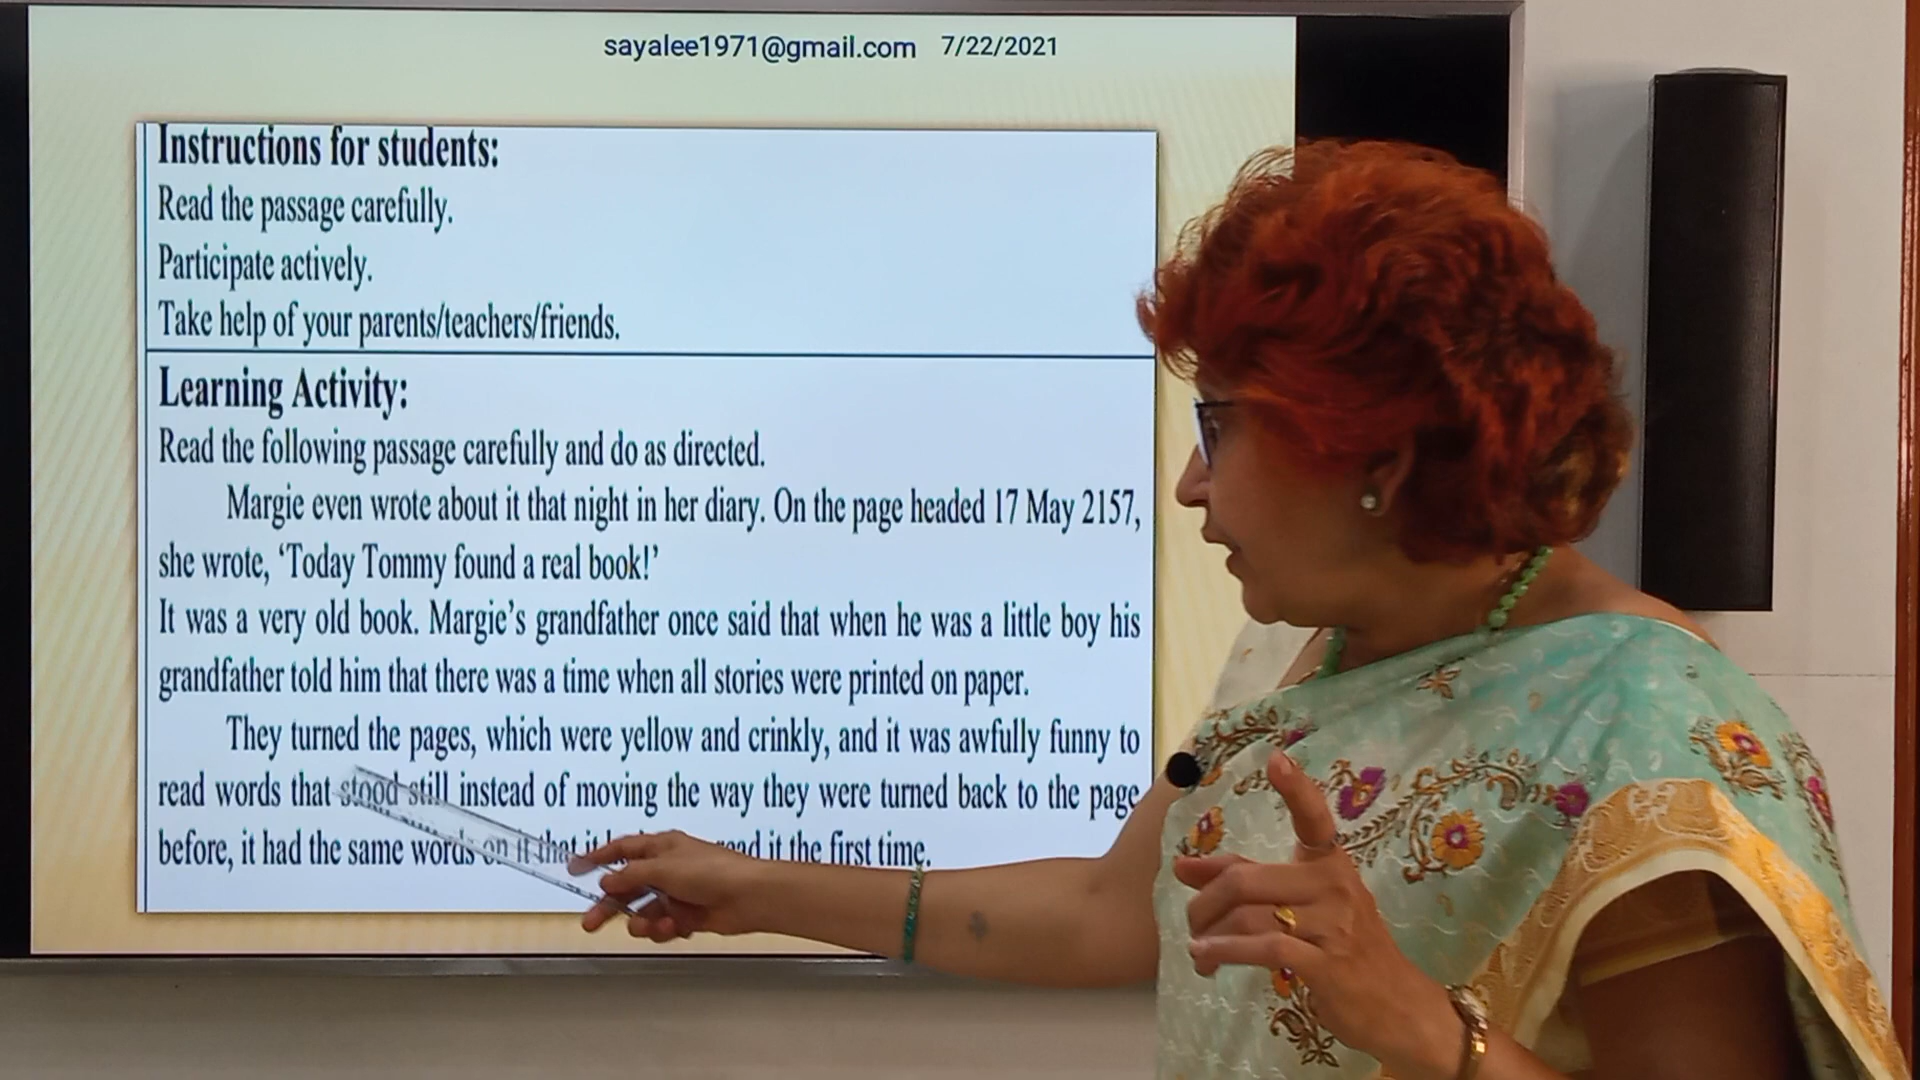 sayalee1971@gmail.com 7/22/2021
Instructions for students:
Read the passage carefully.
Participate actively.
Take help of your parents/teachers/friends.
Learning Activity:
Read the following passage carefully and do as directed.
Margie even wrote about it that night in her diary. On the page headed 17 May 2157,
she wrote, ‘Today Tommy found a real book!’
It was a very old book. Margie’s grandfather once said that when he was a little boy his
grandfather told him that there was a time when all stories were printed on paper.
They turned the pages, which were yellow and crinkly, and it was awfully funny to
read words that stood still instead of moving the way they were turned back to the page
before, it had the same words on it that it read it the first time.